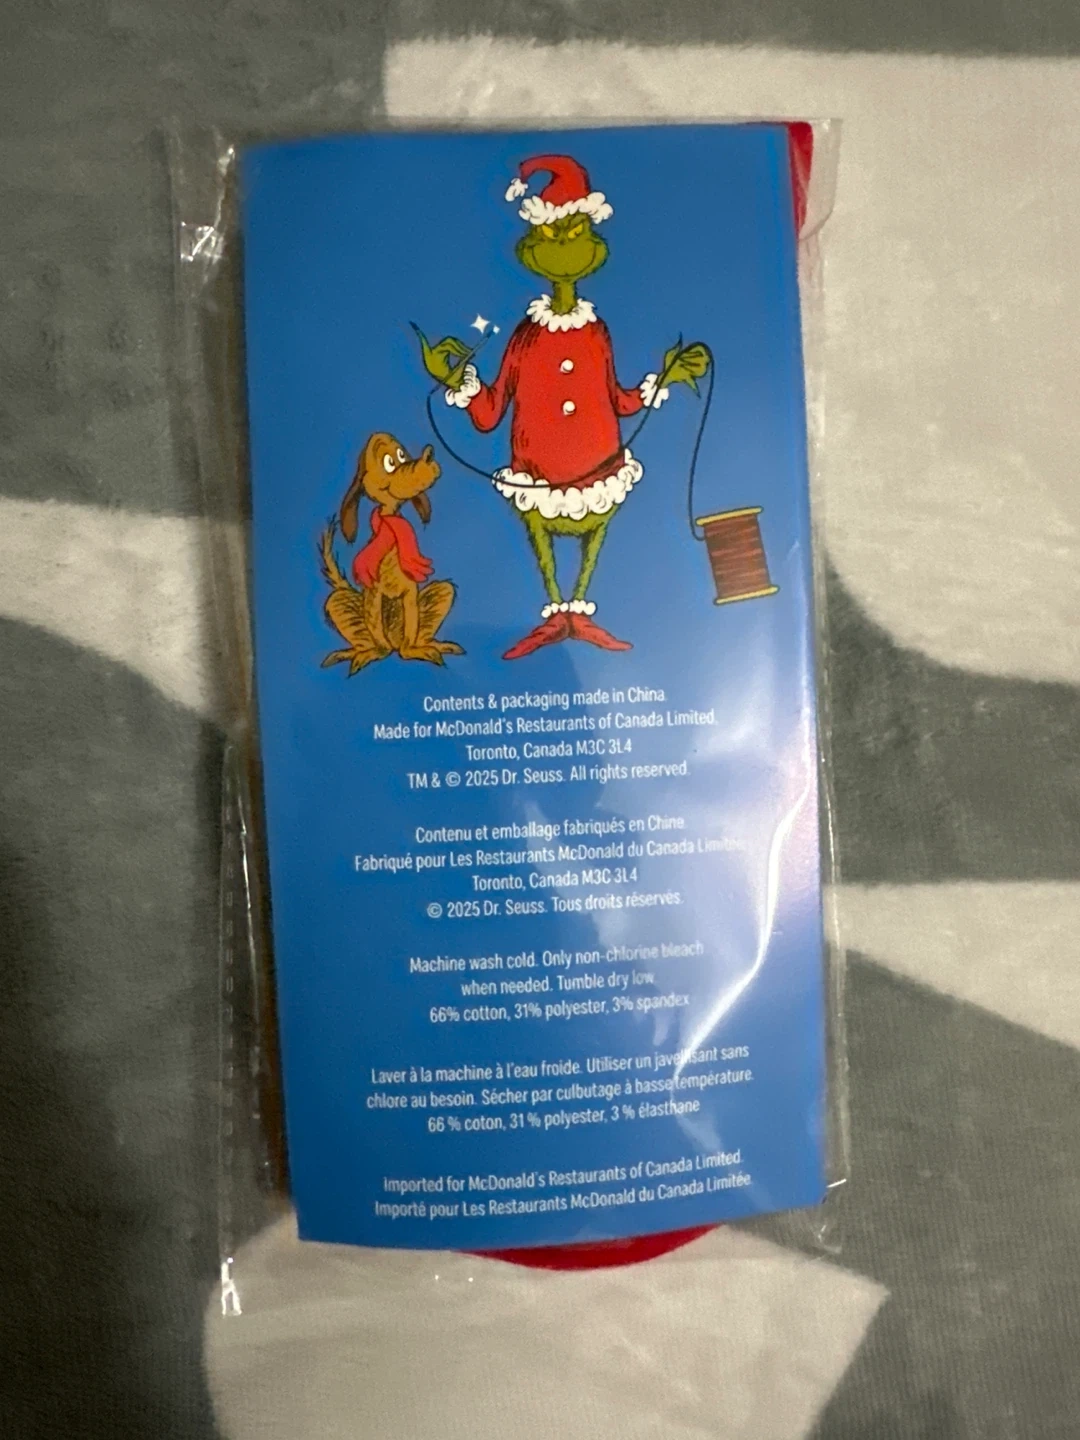 Contents & packaging made in China.
Made for McDonald's Restaurants of Canada Limited,
Toronto, Canada M3C 3L4
TM & © 2025 Dr. Seuss. All rights reserved.
Contenu et emballage fabriqués en Chine.
Fabriqué pour Les Restaurants McDonald du Canada Limitée,
Toronto, Canada M3C 3L4
© 2025 Dr. Seuss. Tous droits réservés.
Machine wash cold. Only non-chlorine bleach
when needed. Tumble dry low.
66% cotton, 31% polyester, 3% spandex
Laver à la machine à l'eau froide. Utiliser un javellisant sans
chlore au besoin. Sécher par culbutage à basse température.
66 % coton, 31 % polyester, 3 % élasthane
Imported for McDonald's Restaurants of Canada Limited.
Importé pour Les Restaurants McDonald du Canada Limitée